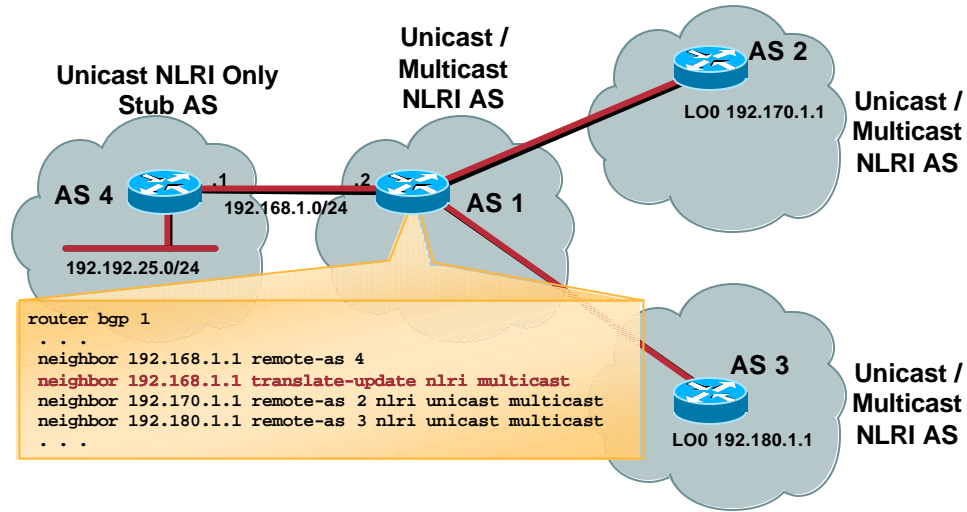 Unicast NLRI Only
Stub AS
Unicast /
Multicast
NLRI AS
AS 2
LO0 192.170.1.1
Unicast /
Multicast
NLRI AS
AS 4
.1
.2
192.168.1.0/24
AS 1
192.192.25.0/24
router bgp 1
. . .
neighbor 192.168.1.1 remote-as 4
neighbor 192.168.1.1 translate-update nlri multicast
neighbor 192.170.1.1 remote-as 2 nlri unicast multicast
neighbor 192.180.1.1 remote-as 3 nlri unicast multicast
. . .
AS 3
LO0 192.180.1.1
Unicast /
Multicast
NLRI AS